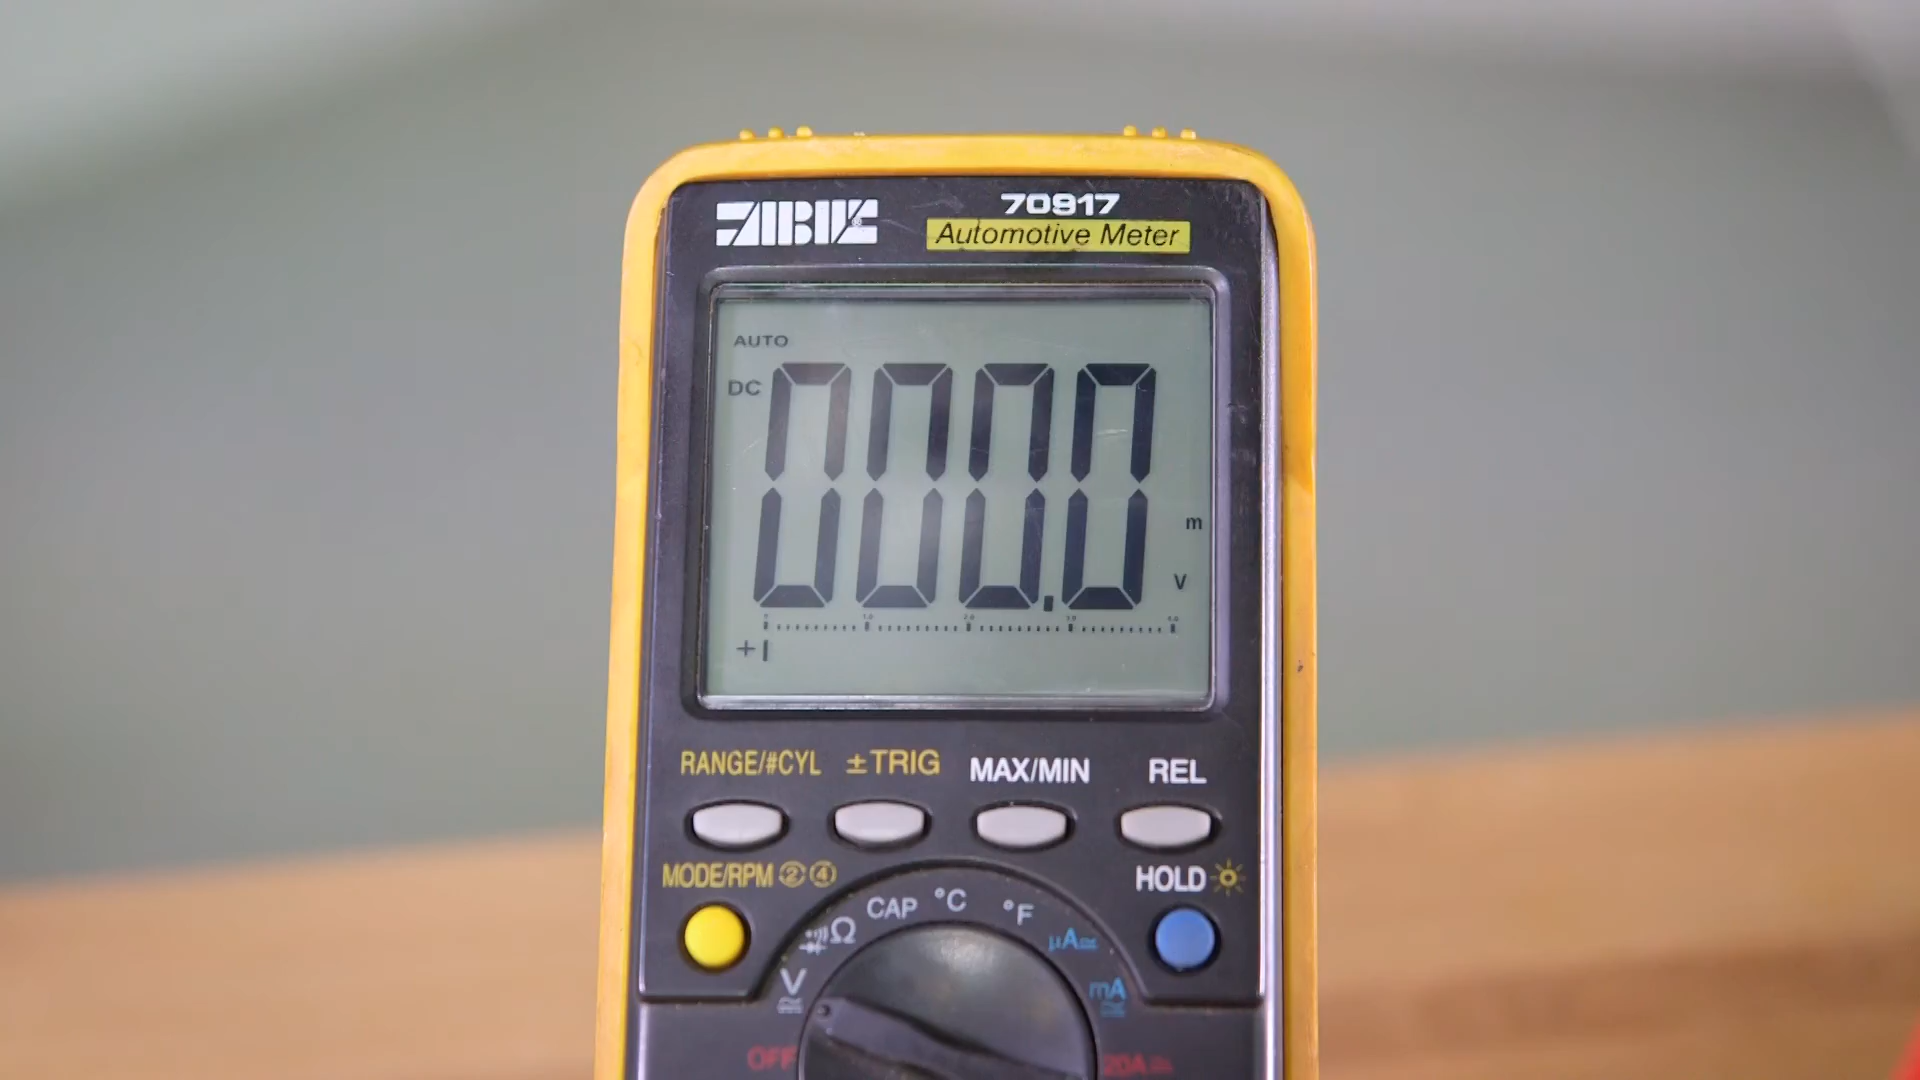 70917
Automotive Meter
AUTO
DC
000.0
m
V
+
RANGE/#CYL ±TRIG MAX/MIN REL
MODE/RPM ② ④ HOLD
Ω CAP °C °F µA
V mA
OFF 20A